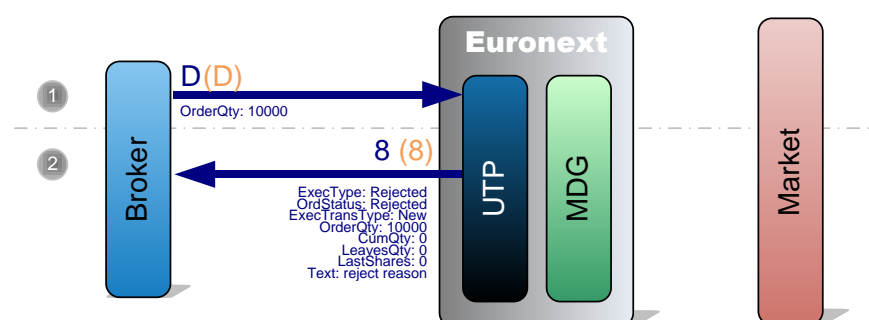 Euronext
D(D)
1
OrderQty: 10000
8 (8)
2
ExecType: Rejected
OrdStatus: Rejected
ExecTransType: New
OrderQty: 10000
CumQty: 0
LeavesQty: 0
LastShares: 0
Text: reject reason
Broker
UTP
MDG
Market